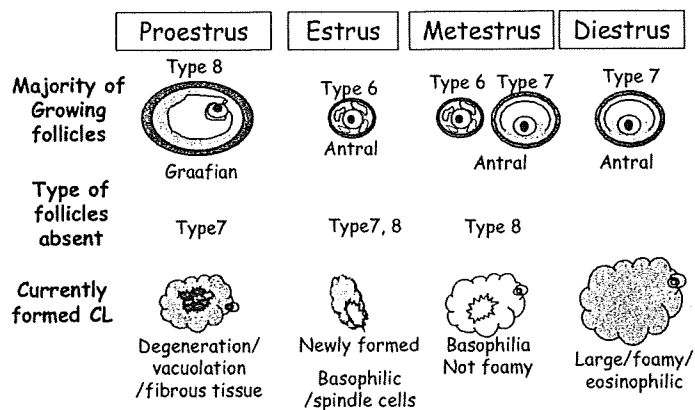 Proestrus
Estrus
Metestrus
Diestrus
Majority of
Growing
follicles
Type 8
Graafian
Type 6
Antral
Type 6
Type 7
Antral
Type 7
Antral
Type of
follicles
absent
Type7
Type7, 8
Type 8
Currently
formed CL
Degeneration/
vacuolation
/fibrous tissue
Newly formed
Basophilic
/spindle cells
Basophilia
Not foamy
Large/foamy/
eosinophilic